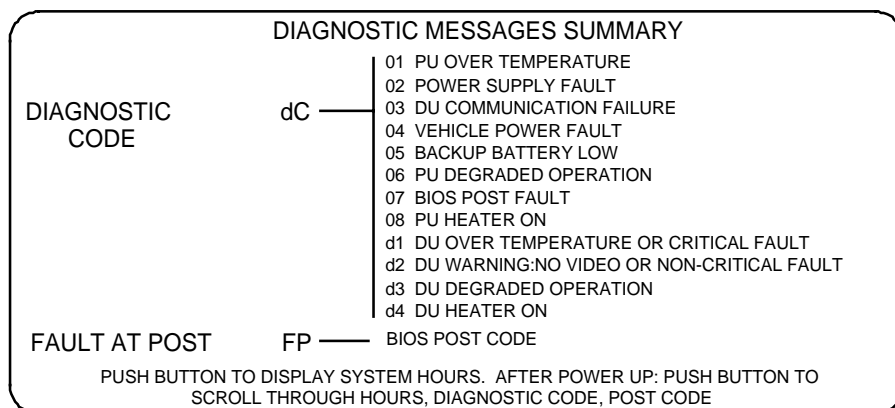 DIAGNOSTIC MESSAGES SUMMARY
DIAGNOSTIC CODE
dC
01 PU OVER TEMPERATURE
02 POWER SUPPLY FAULT
03 DU COMMUNICATION FAILURE
04 VEHICLE POWER FAULT
05 BACKUP BATTERY LOW
06 PU DEGRADED OPERATION
07 BIOS POST FAULT
08 PU HEATER ON
d1 DU OVER TEMPERATURE OR CRITICAL FAULT
d2 DU WARNING:NO VIDEO OR NON-CRITICAL FAULT
d3 DU DEGRADED OPERATION
d4 DU HEATER ON
FAULT AT POST FP BIOS POST CODE
PUSH BUTTON TO DISPLAY SYSTEM HOURS. AFTER POWER UP: PUSH BUTTON TO
SCROLL THROUGH HOURS, DIAGNOSTIC CODE, POST CODE